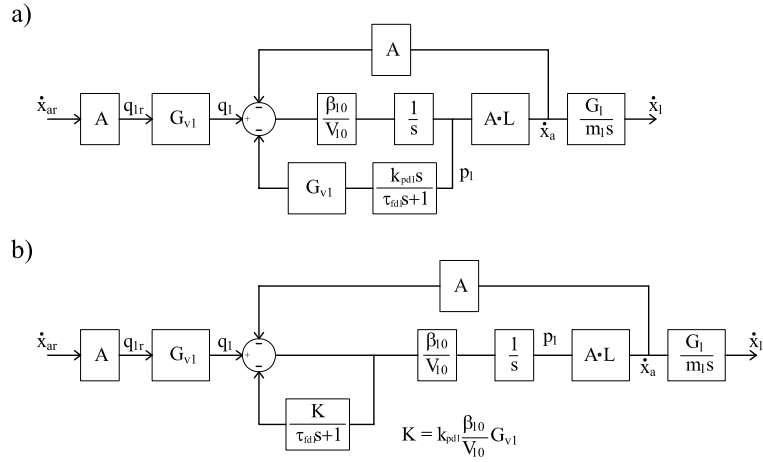 a)
A
ẋar A q1r Gv1 q1 + − − β10/V10 1/s A•L ẋa Gl/mls ẋl
Gv1 kpd1s/τfd1s+1 p1
b)
A
ẋar A q1r Gv1 q1 + − − β10/V10 1/s p1 A•L ẋa Gl/mls ẋl
K/τfd1s+1
K = kpd1 β10/V10 Gv1